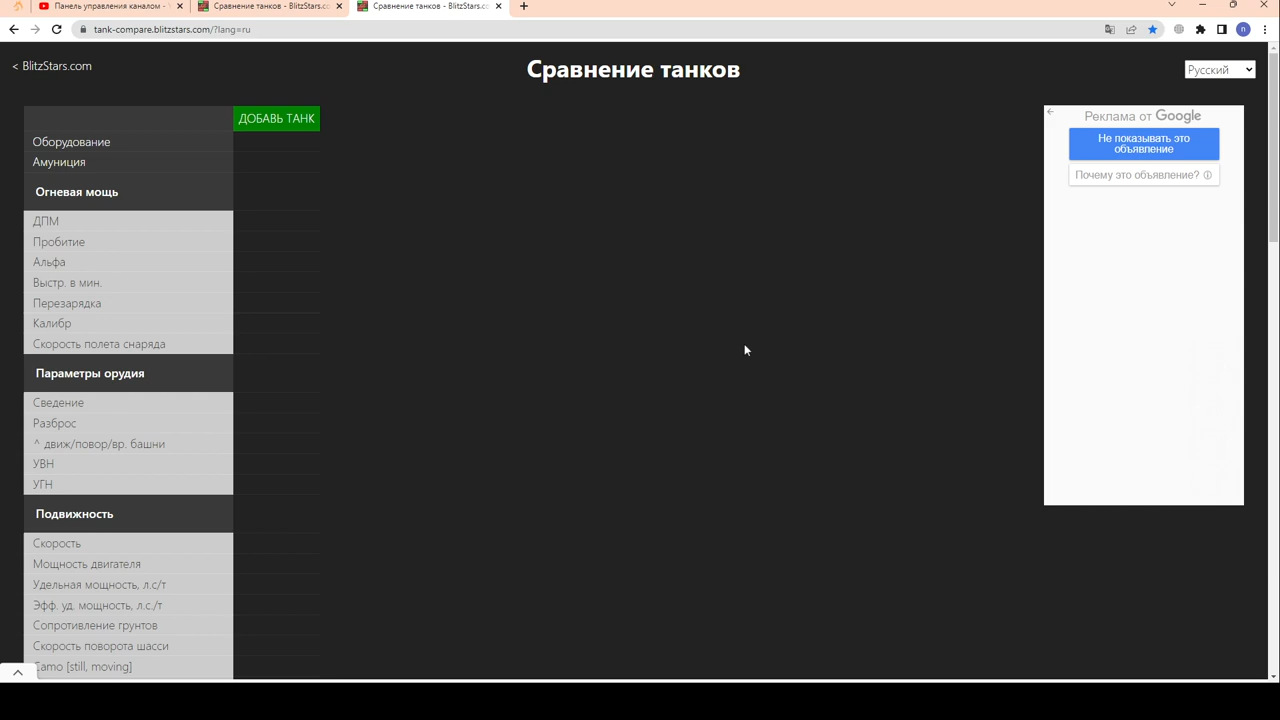 Панель управления каналом -
Сравнение танков - BlitzStars.co
Сравнение танков - BlitzStars.co
tank-compare.blitzstars.com/?lang=ru
n
< BlitzStars.com
Сравнение танков
Русский
ДОБАВЬ ТАНК
Оборудование
Амуниция
Огневая мощь
ДПМ
Пробитие
Альфа
Выстр. в мин.
Перезарядка
Калибр
Скорость полета снаряда
Параметры орудия
Сведение
Разброс
^ движ/повор/вр. башни
УВН
УГН
Подвижность
Скорость
Мощность двигателя
Удельная мощность, л.с/т
Эфф. уд. мощность, л.с./т
Сопротивление грунтов
Скорость поворота шасси
Camo [still, moving]
Реклама от Google
Не показывать это
объявление
Почему это объявление?